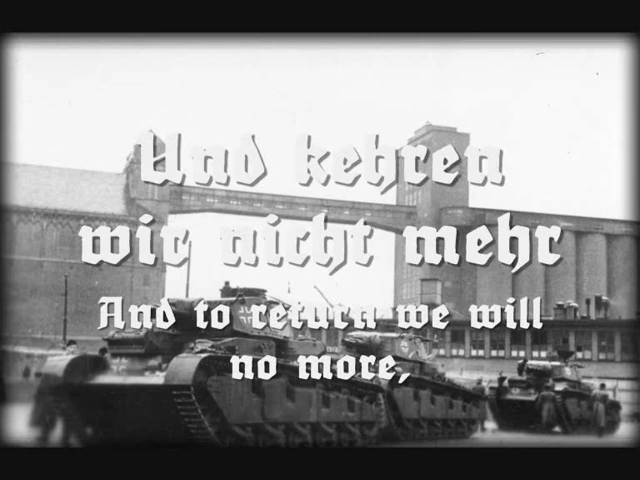 Und kehren
wir nicht mehr
And to return we will
no more,